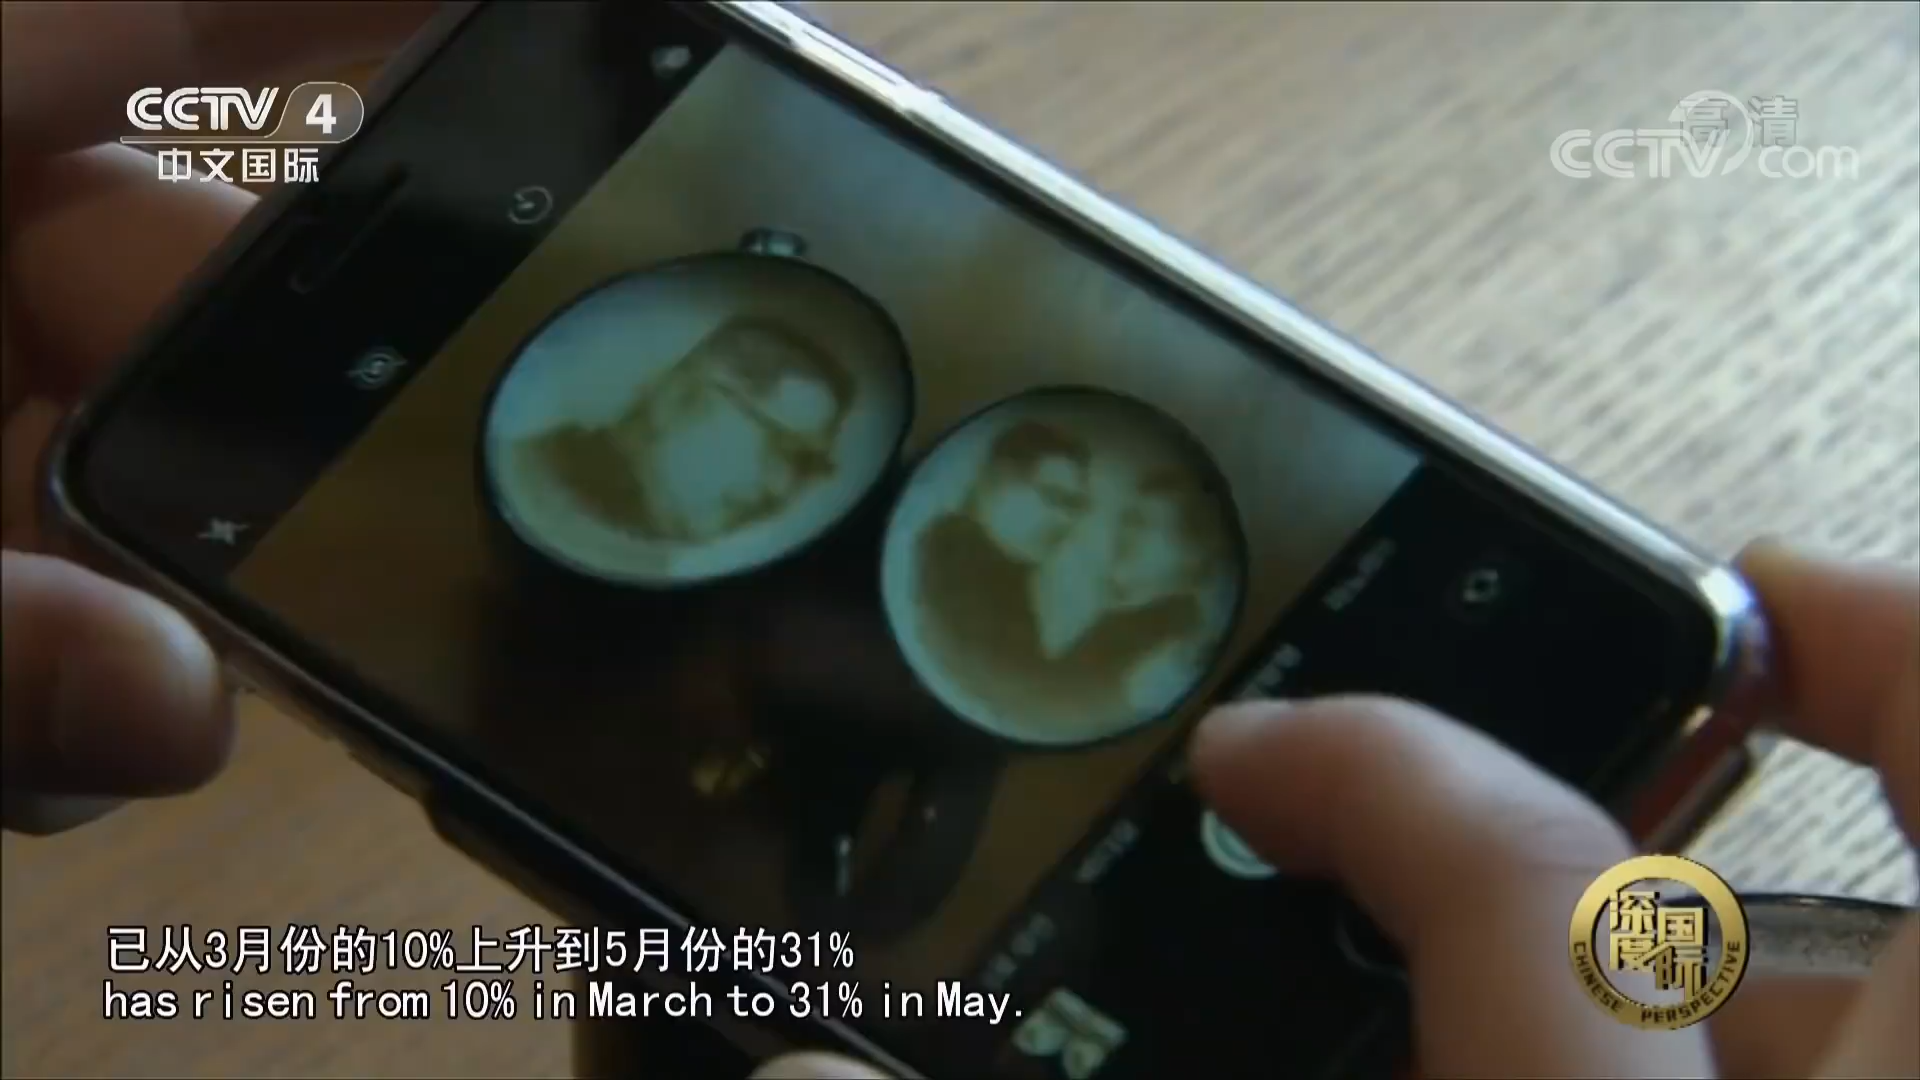 CCTV 4
中文国际
高清
CCTV.com
已从3月份的10%上升到5月份的31%
has risen from 10% in March to 31% in May.
深度国际
CHINESE PERSPECTIVE